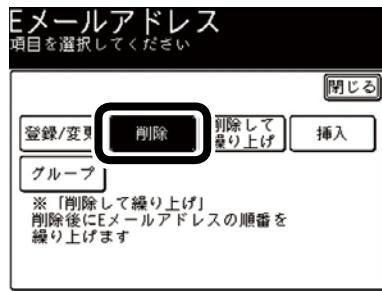 Eメールアドレス
項目を選択してください
閉じる
登録/変更 削除 削除して 挿入
繰り上げ
グループ
※「削除して繰り上げ」
削除後にEメールアドレスの順番を
繰り上げます